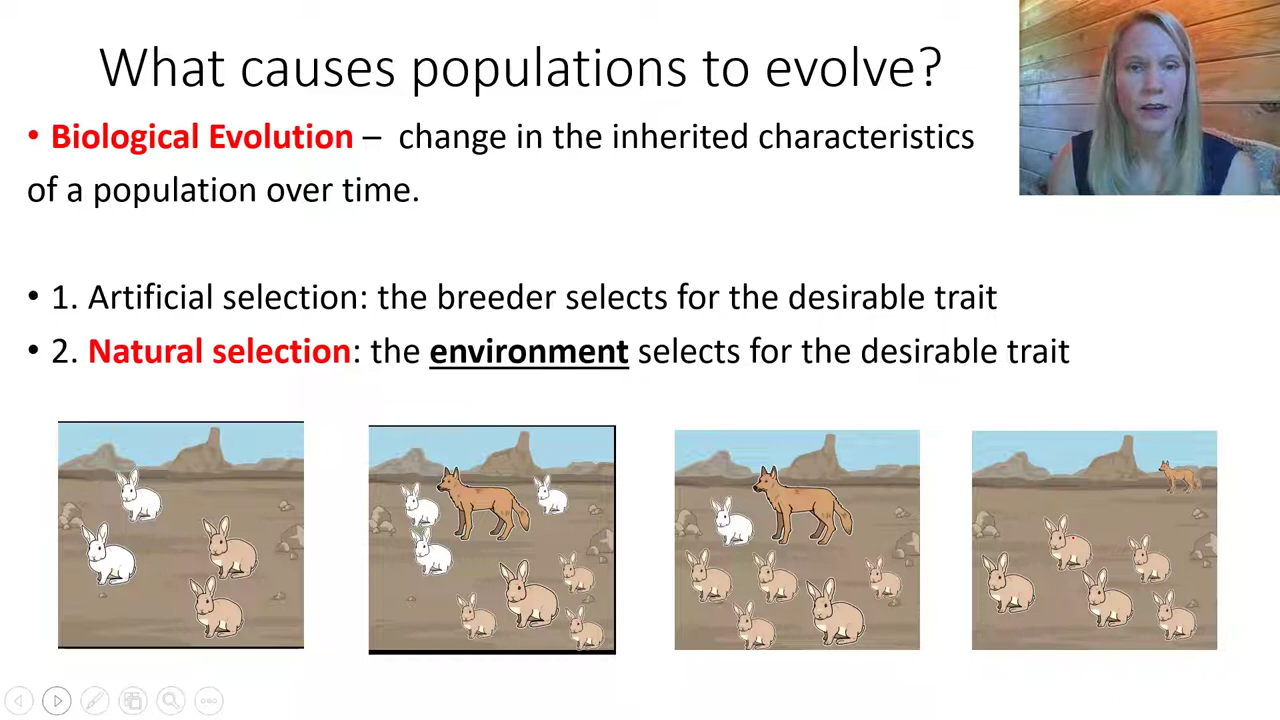 What causes populations to evolve?
• Biological Evolution – change in the inherited characteristics
of a population over time.
• 1. Artificial selection: the breeder selects for the desirable trait
• 2. Natural selection: the environment selects for the desirable trait